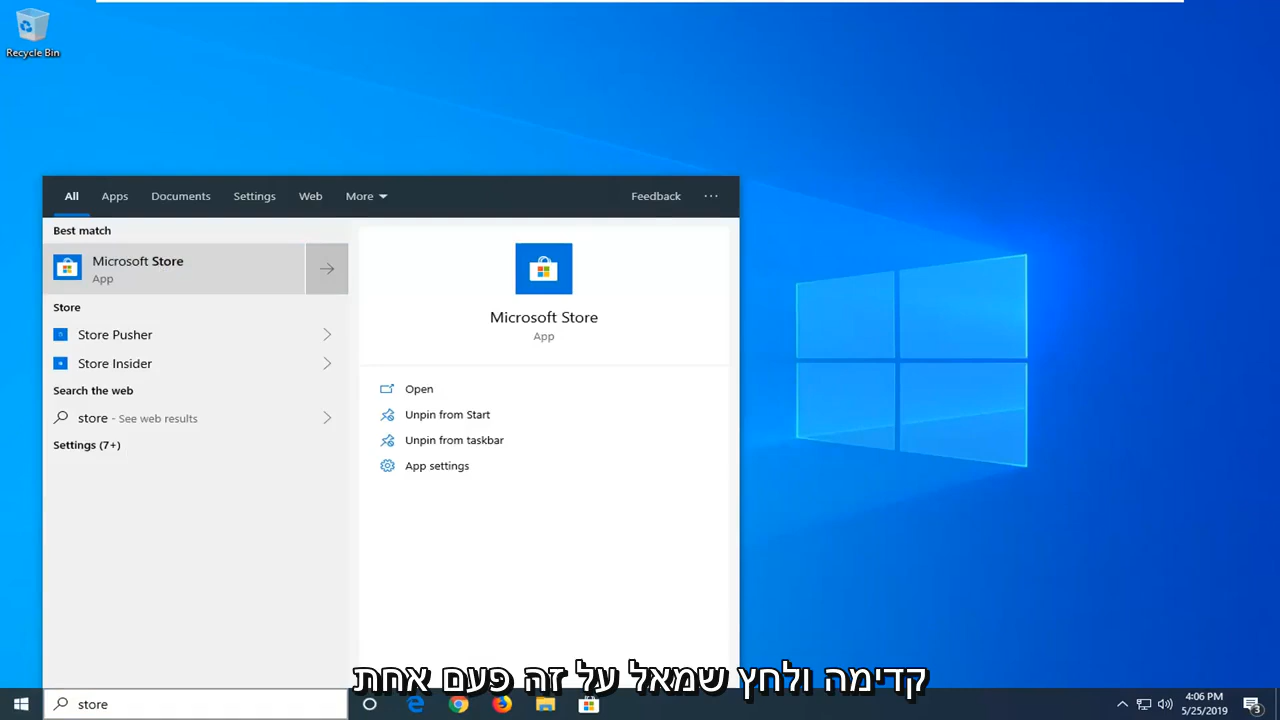 Recycle Bin
All Apps Documents Settings Web More Feedback ...
Best match
Microsoft Store
App
Store
Store Pusher
Store Insider
Search the web
store - See web results
Settings (7+)
Microsoft Store
App
Open
Unpin from Start
Unpin from taskbar
App settings
קדימה ולחץ שמאל על זה פעם אחת
store
4:06 PM
5/25/2019
3